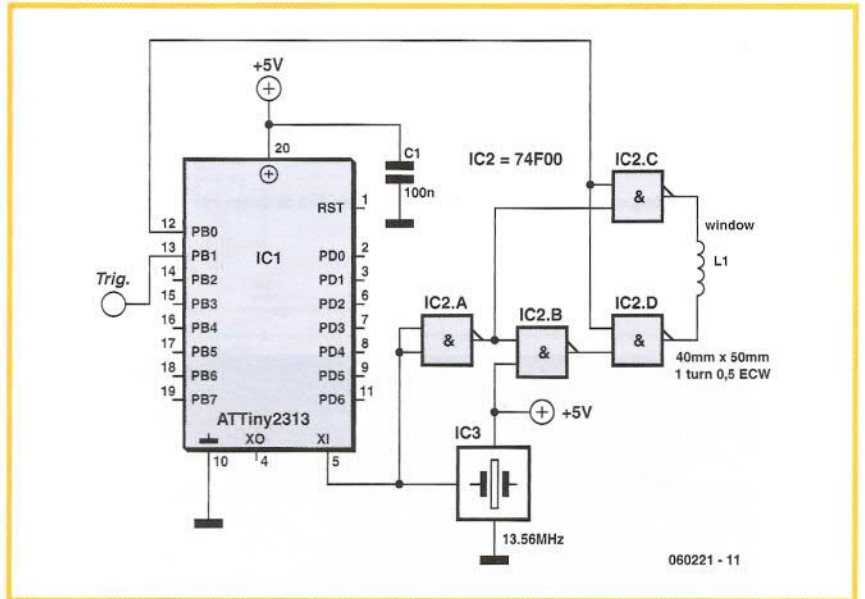 +5V
20
C1
100n
IC2 = 74F00
IC2.C
&
RST
1
window
L1
12
PB0
13
PB1
IC1
PD0
2
Trig.
14
PB2
PD1
3
15
PB3
PD2
6
16
PB4
PD3
7
17
PB5
PD4
8
18
PB6
PD5
9
19
PB7
PD6
11
IC2.A
&
IC2.B
&
IC2.D
&
40mm x 50mm
1 turn 0,5 ECW
+5V
ATTiny2313
XO
XI
10
4
5
IC3
13.56MHz
060221 - 11